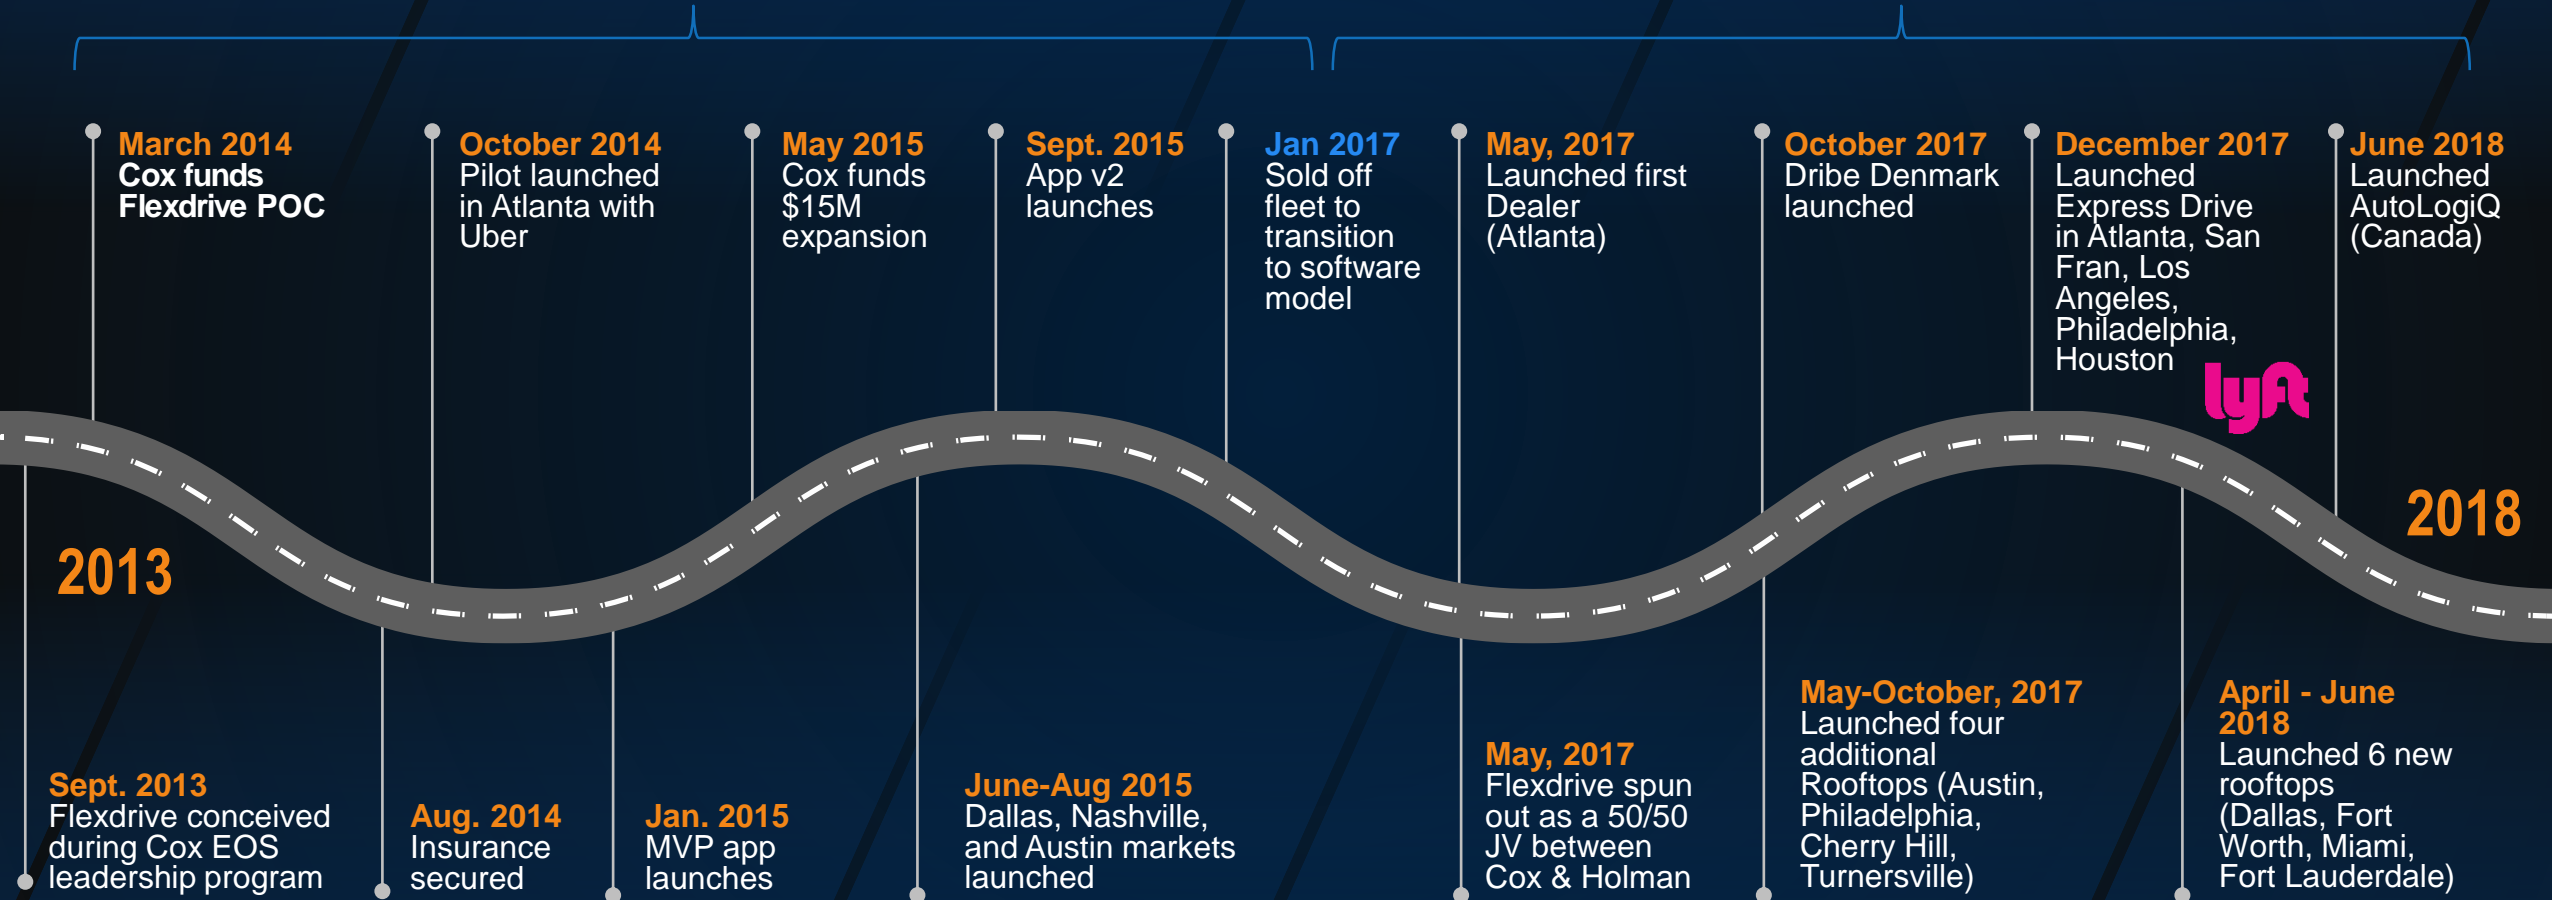 March 2014
Cox funds
Flexdrive POC
October 2014
Pilot launched
in Atlanta with
Uber
May 2015
Cox funds
$15M
expansion
Sept. 2015
App v2
launches
Jan 2017
Sold off
fleet to
transition
to software
model
May, 2017
Launched first
Dealer
(Atlanta)
October 2017
Dribe Denmark
launched
December 2017
Launched
Express Drive
in Atlanta, San
Fran, Los
Angeles,
Philadelphia,
Houston
lyft
June 2018
Launched
AutoLogiQ
(Canada)
2013
2018
Sept. 2013
Flexdrive conceived
during Cox EOS
leadership program
Aug. 2014
Insurance
secured
Jan. 2015
MVP app
launches
June-Aug 2015
Dallas, Nashville,
and Austin markets
launched
May, 2017
Flexdrive spun
out as a 50/50
JV between
Cox & Holman
May-October, 2017
Launched four
additional
Rooftops (Austin,
Philadelphia,
Cherry Hill,
Turnersville)
April - June
2018
Launched 6 new
rooftops
(Dallas, Fort
Worth, Miami,
Fort Lauderdale)